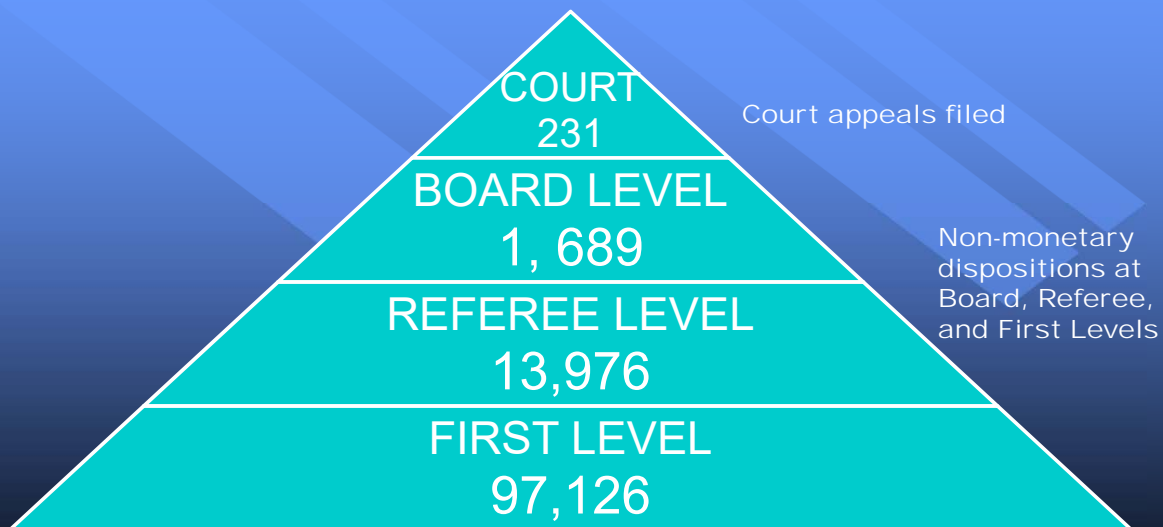 COURT
231
Court appeals filed
BOARD LEVEL
1, 689
Non-monetary
dispositions at
Board, Referee,
and First Levels
REFEREE LEVEL
13,976
FIRST LEVEL
97,126